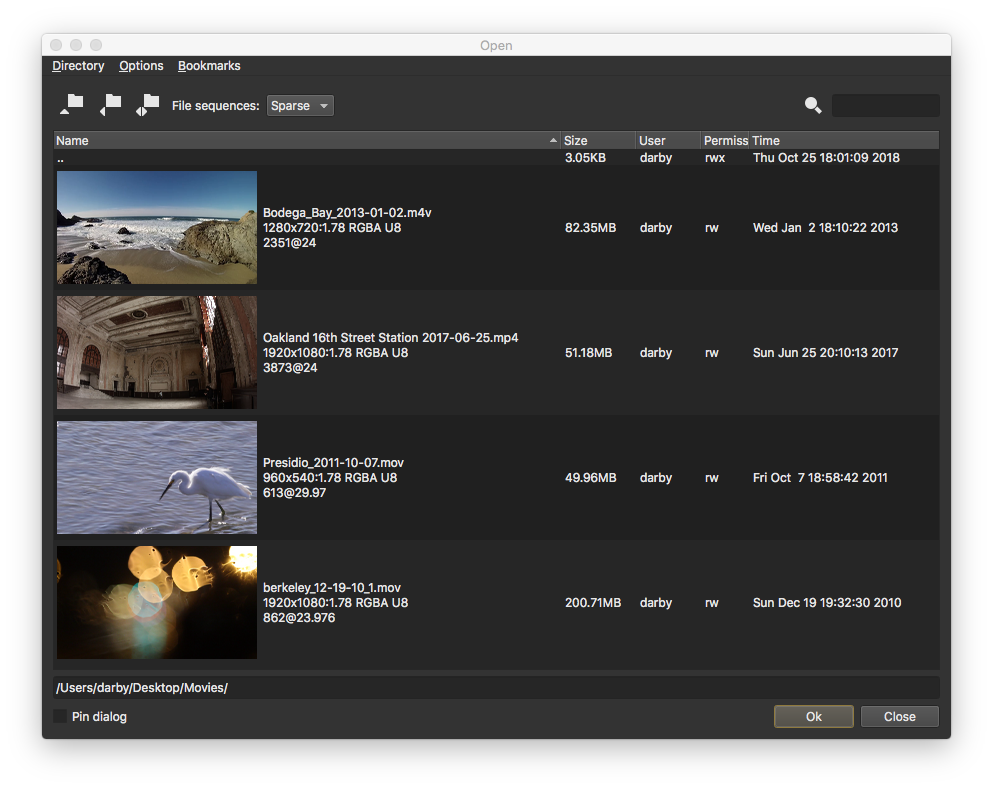 Open
Directory Options Bookmarks
File sequences: Sparse
Name Size User Permiss Time
.. 3.05KB darby rwx Thu Oct 25 18:01:09 2018
Bodega_Bay_2013-01-02.m4v
1280x720:1.78 RGBA U8 82.35MB darby rw Wed Jan  2 18:10:22 2013
2351@24
Oakland 16th Street Station 2017-06-25.mp4
1920x1080:1.78 RGBA U8 51.18MB darby rw Sun Jun 25 20:10:13 2017
3873@24
Presidio_2011-10-07.mov
960x540:1.78 RGBA U8 49.96MB darby rw Fri Oct  7 18:58:42 2011
613@29.97
berkeley_12-19-10_1.mov
1920x1080:1.78 RGBA U8 200.71MB darby rw Sun Dec 19 19:32:30 2010
862@23.976
/Users/darby/Desktop/Movies/
Pin dialog Ok Close